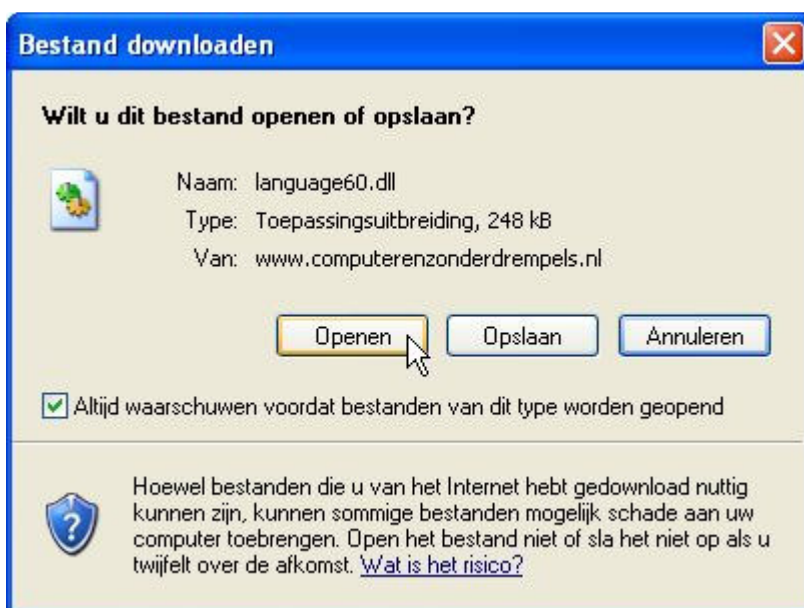 Bestand downloaden
Wilt u dit bestand openen of opslaan?
Naam: language60.dll
Type: Toepassingsuitbreiding, 248 kB
Van: www.computerenzonderdrempels.nl
Openen Opslaan Annuleren
Altijd waarschuwen voordat bestanden van dit type worden geopend
Hoewel bestanden die u van het Internet hebt gedownload nuttig
kunnen zijn, kunnen sommige bestanden mogelijk schade aan uw
computer toebrengen. Open het bestand niet of sla het niet op als u
twijfelt over de afkomst. Wat is het risico?